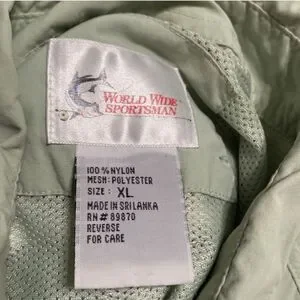 WORLD WIDE
SPORTSMAN
100% NYLON
MESH: POLYESTER
SIZE: XL
MADE IN SRI LANKA
RN# 89870
REVERSE
FOR CARE